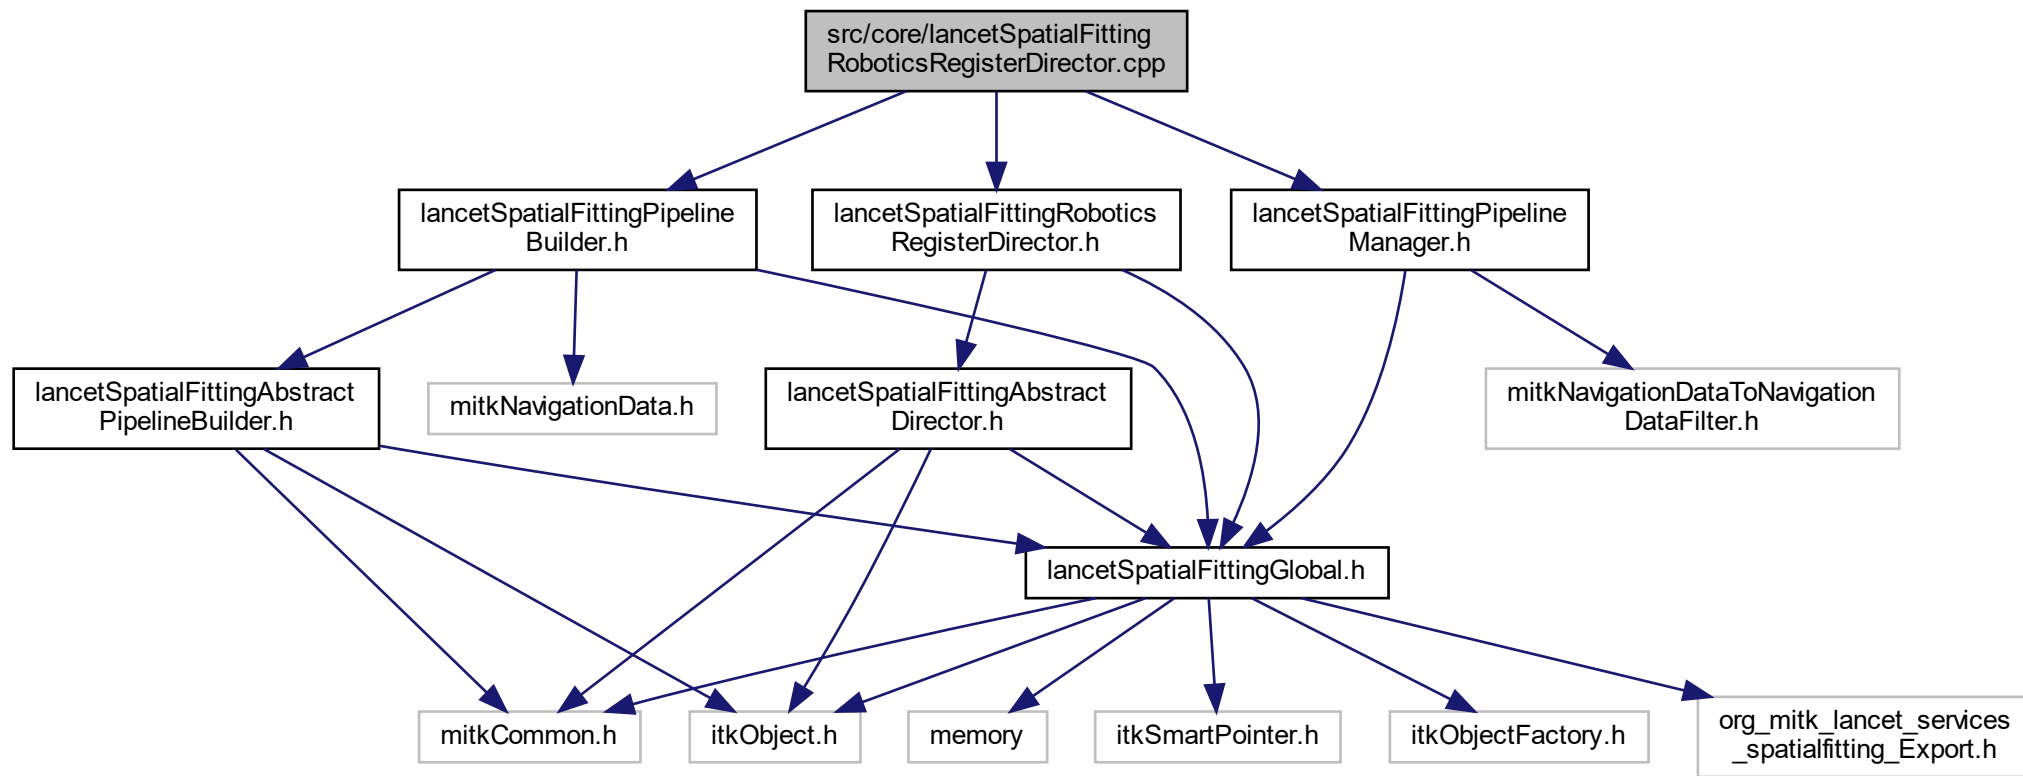 src/core/lancetSpatialFitting
RoboticsRegisterDirector.cpp
lancetSpatialFittingPipeline
Builder.h
lancetSpatialFittingRobotics
RegisterDirector.h
lancetSpatialFittingPipeline
Manager.h
lancetSpatialFittingAbstract
PipelineBuilder.h
mitkNavigationData.h
lancetSpatialFittingAbstract
Director.h
mitkNavigationDataToNavigation
DataFilter.h
lancetSpatialFittingGlobal.h
mitkCommon.h
itkObject.h
memory
itkSmartPointer.h
itkObjectFactory.h
org_mitk_lancet_services
_spatialfitting_Export.h